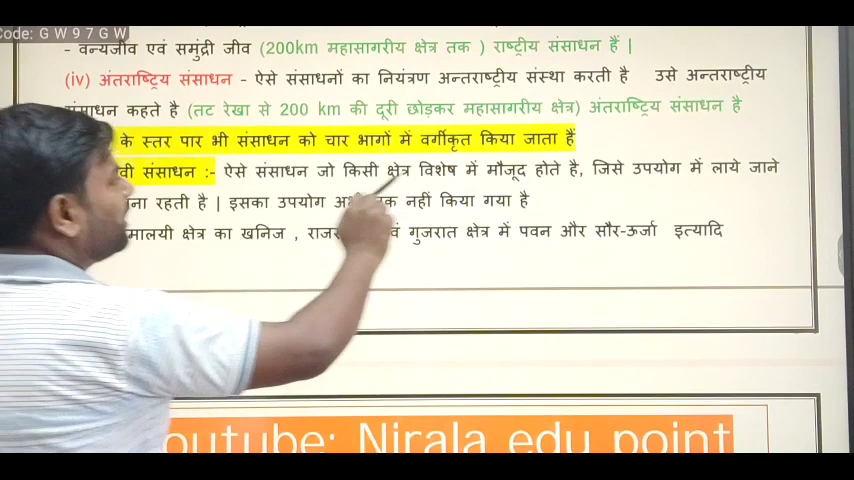 Code: G W 9 7 G W
- वन्यजीव एवं समुंद्री जीव (200km महासागरीय क्षेत्र तक ) राष्ट्रीय संसाधन हैं |
(iv) अंतराष्ट्रिय संसाधन - ऐसे संसाधनों का नियंत्रण अन्तराष्ट्रीय संस्था करती है उसे अन्तराष्ट्रीय
संसाधन कहते है (तट रेखा से 200 km की दूरी छोड़कर महासागरीय क्षेत्र) अंतराष्ट्रिय संसाधन है
के स्तर पार भी संसाधन को चार भागों में वर्गीकृत किया जाता हैं
संसाधन :- ऐसे संसाधन जो किसी क्षेत्र विशेष में मौजूद होते है, जिसे उपयोग में लाये जाने
रहती है | इसका उपयोग नहीं किया गया है
क्षेत्र का खनिज , गुजरात क्षेत्र में पवन और सौर-ऊर्जा इत्यादि
outube: Nirala edu point